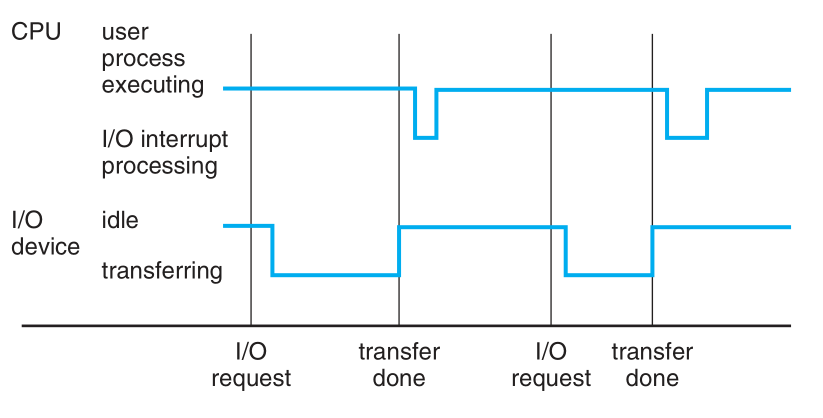 CPU
user
process
executing
I/O interrupt
processing
I/O
device
idle
transferring
I/O
request
transfer
done
I/O
request
transfer
done